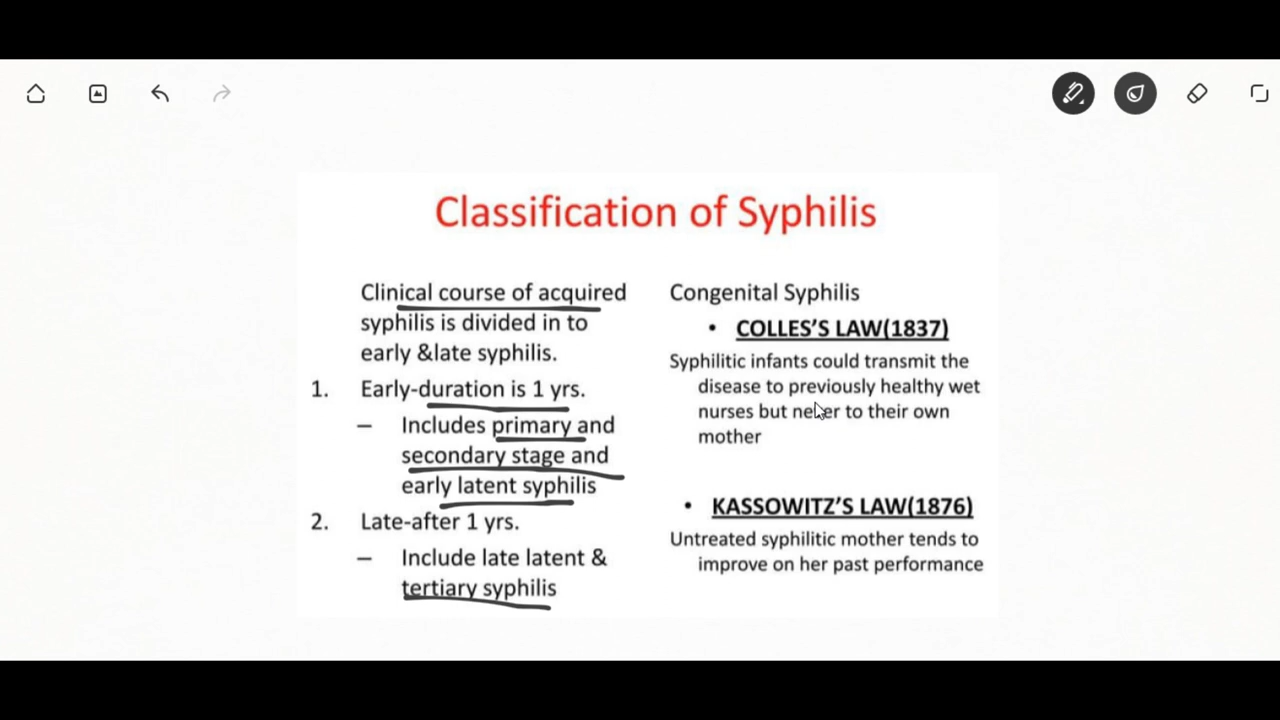 Classification of Syphilis
Clinical course of acquired
syphilis is divided in to
early &late syphilis.
1. Early-duration is 1 yrs.
– Includes primary and
secondary stage and
early latent syphilis
2. Late-after 1 yrs.
– Include late latent &
tertiary syphilis
Congenital Syphilis
• COLLES'S LAW(1837)
Syphilitic infants could transmit the
disease to previously healthy wet
nurses but never to their own
mother
• KASSOWITZ'S LAW(1876)
Untreated syphilitic mother tends to
improve on her past performance